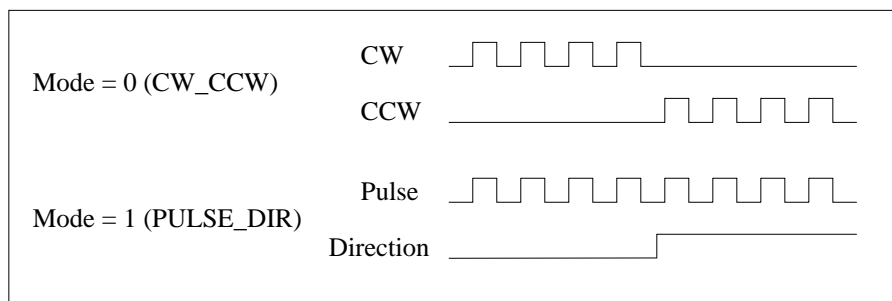 CW
Mode = 0 (CW_CCW)
CCW
Pulse
Mode = 1 (PULSE_DIR)
Direction